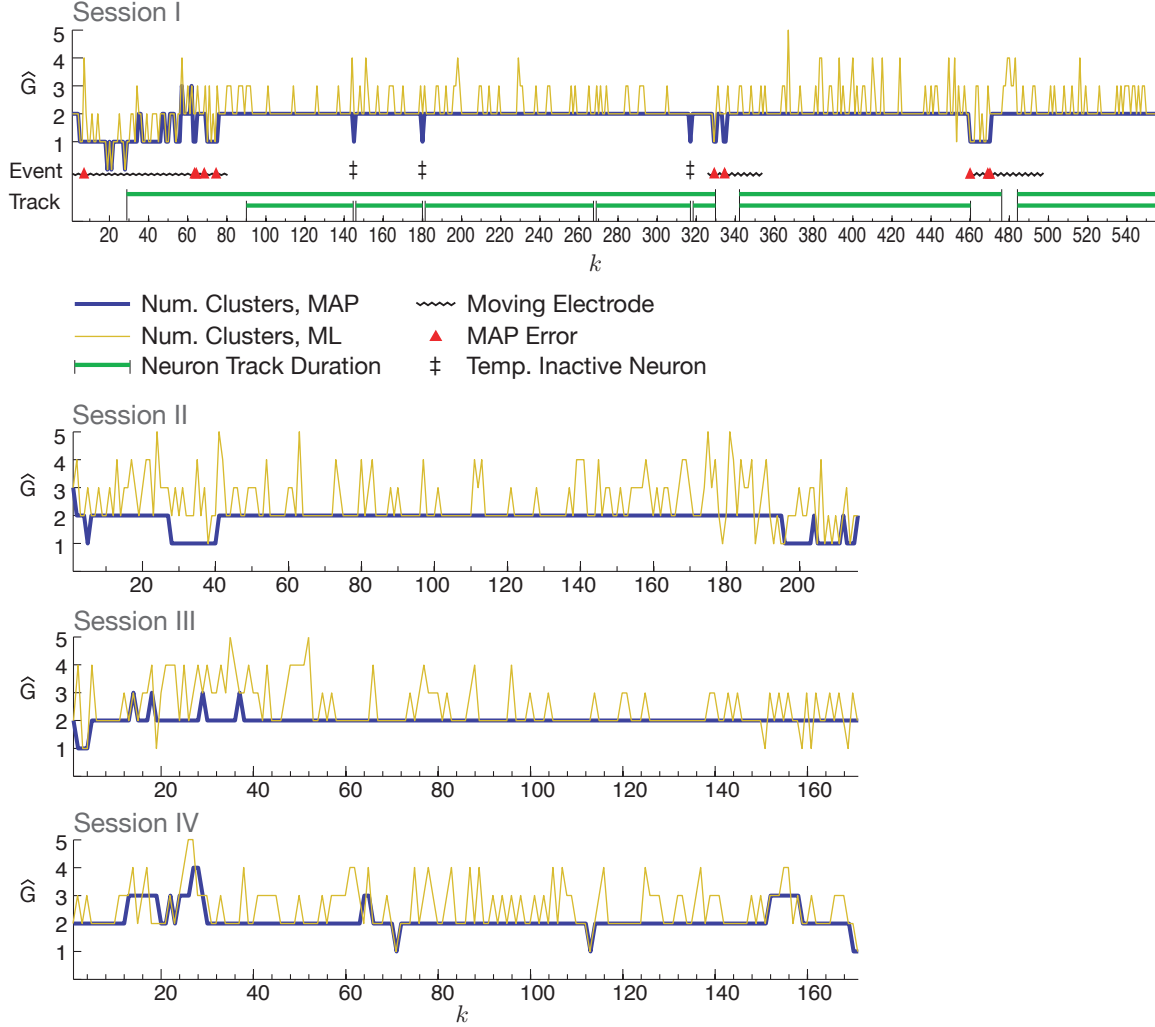 Session I
5
4
Ĝ 3
2
1
Event ‡ ‡ ‡
Track
20 40 60 80 100 120 140 160 180 200 220 240 260 280 300 320 340 360 380 400 420 440 460 480 500 520 540
k
Num. Clusters, MAP Moving Electrode
Num. Clusters, ML MAP Error
Neuron Track Duration ‡ Temp. Inactive Neuron
Session II
5
4
Ĝ 3
2
1
20 40 60 80 100 120 140 160 180 200
Session III
5
4
Ĝ 3
2
1
20 40 60 80 100 120 140 160
Session IV
5
4
Ĝ 3
2
1
20 40 60 80 100 120 140 160
k